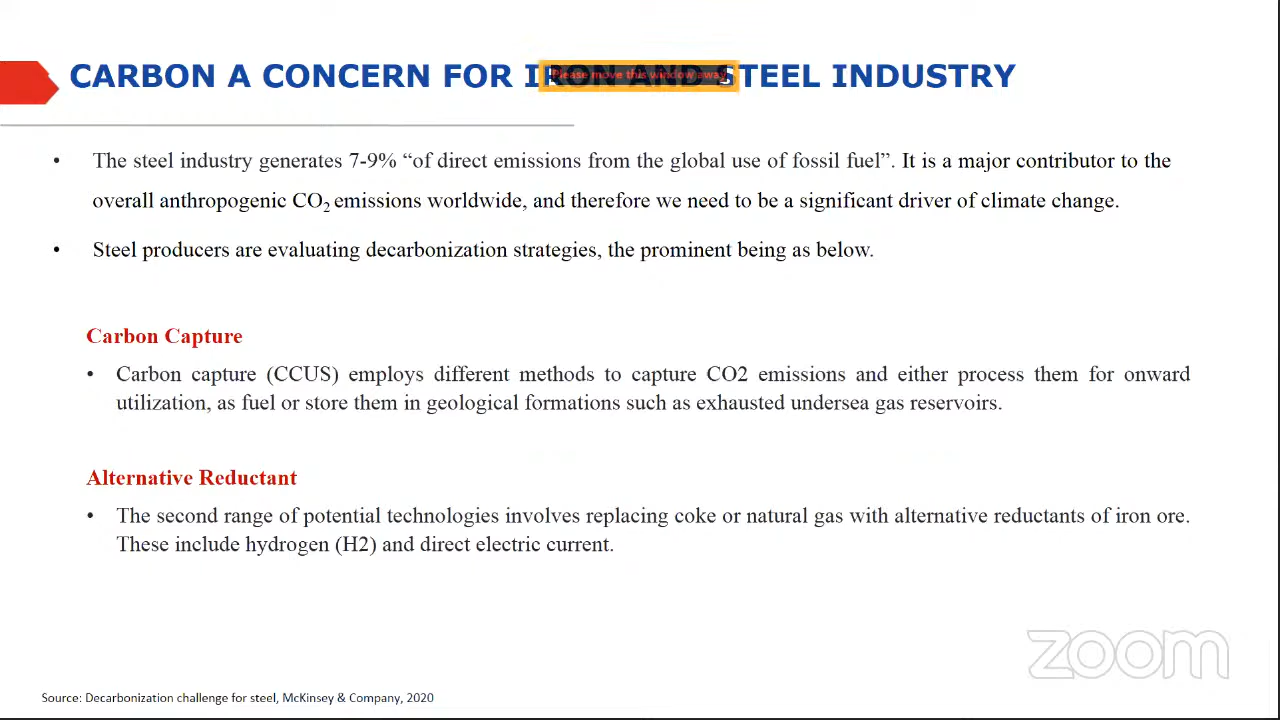 CARBON A CONCERN FOR IRON AND STEEL INDUSTRY
Please move this window away
• The steel industry generates 7-9% “of direct emissions from the global use of fossil fuel”. It is a major contributor to the
overall anthropogenic CO2 emissions worldwide, and therefore we need to be a significant driver of climate change.
• Steel producers are evaluating decarbonization strategies, the prominent being as below.
Carbon Capture
• Carbon capture (CCUS) employs different methods to capture CO2 emissions and either process them for onward
utilization, as fuel or store them in geological formations such as exhausted undersea gas reservoirs.
Alternative Reductant
• The second range of potential technologies involves replacing coke or natural gas with alternative reductants of iron ore.
These include hydrogen (H2) and direct electric current.
zoom
Source: Decarbonization challenge for steel, McKinsey & Company, 2020